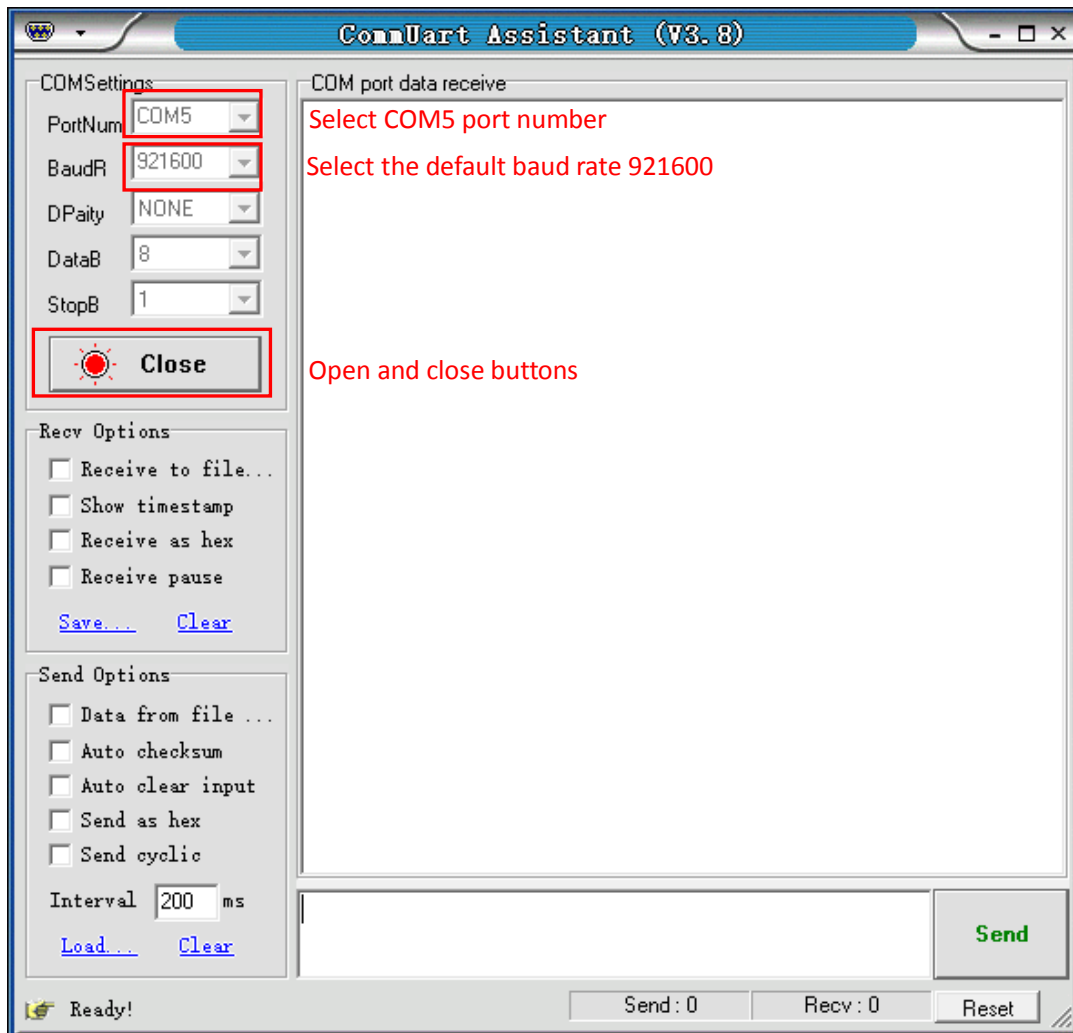 CommUart Assistant (V3.8)
COMSettings
PortNum COM5
BaudR 921600
DPaity NONE
DataB 8
StopB 1
Close
COM port data receive
Select COM5 port number
Select the default baud rate 921600
Open and close buttons
Recv Options
Receive to file...
Show timestamp
Receive as hex
Receive pause
Save... Clear
Send Options
Data from file ...
Auto checksum
Auto clear input
Send as hex
Send cyclic
Interval 200 ms
Load... Clear
Send
Ready!
Send : 0
Recv : 0
Reset